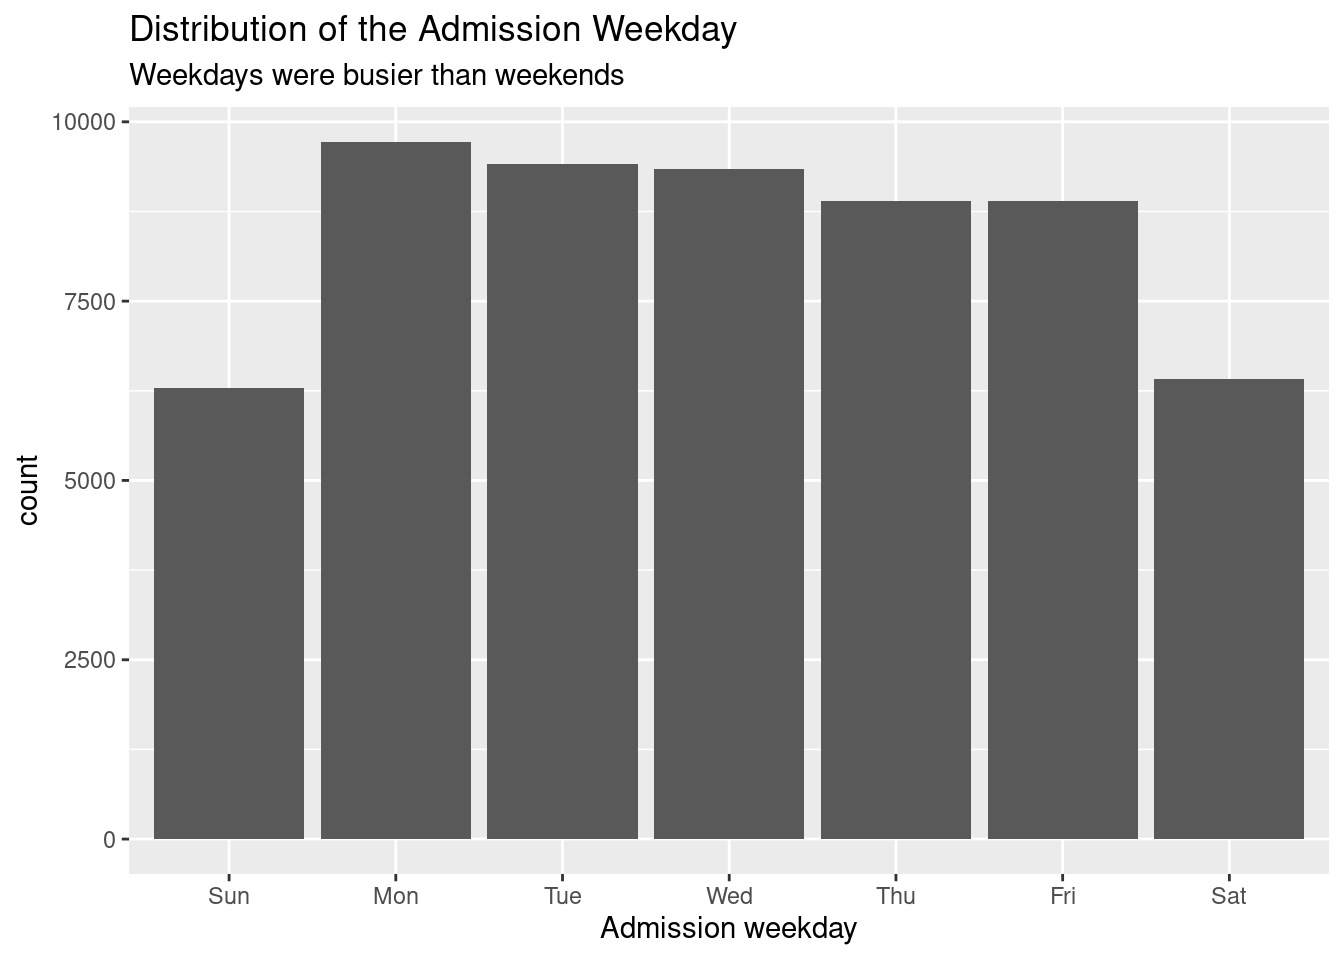 Distribution of the Admission Weekday
Weekdays were busier than weekends
10000
7500
5000
2500
0
count
Sun Mon Tue Wed Thu Fri Sat
Admission weekday